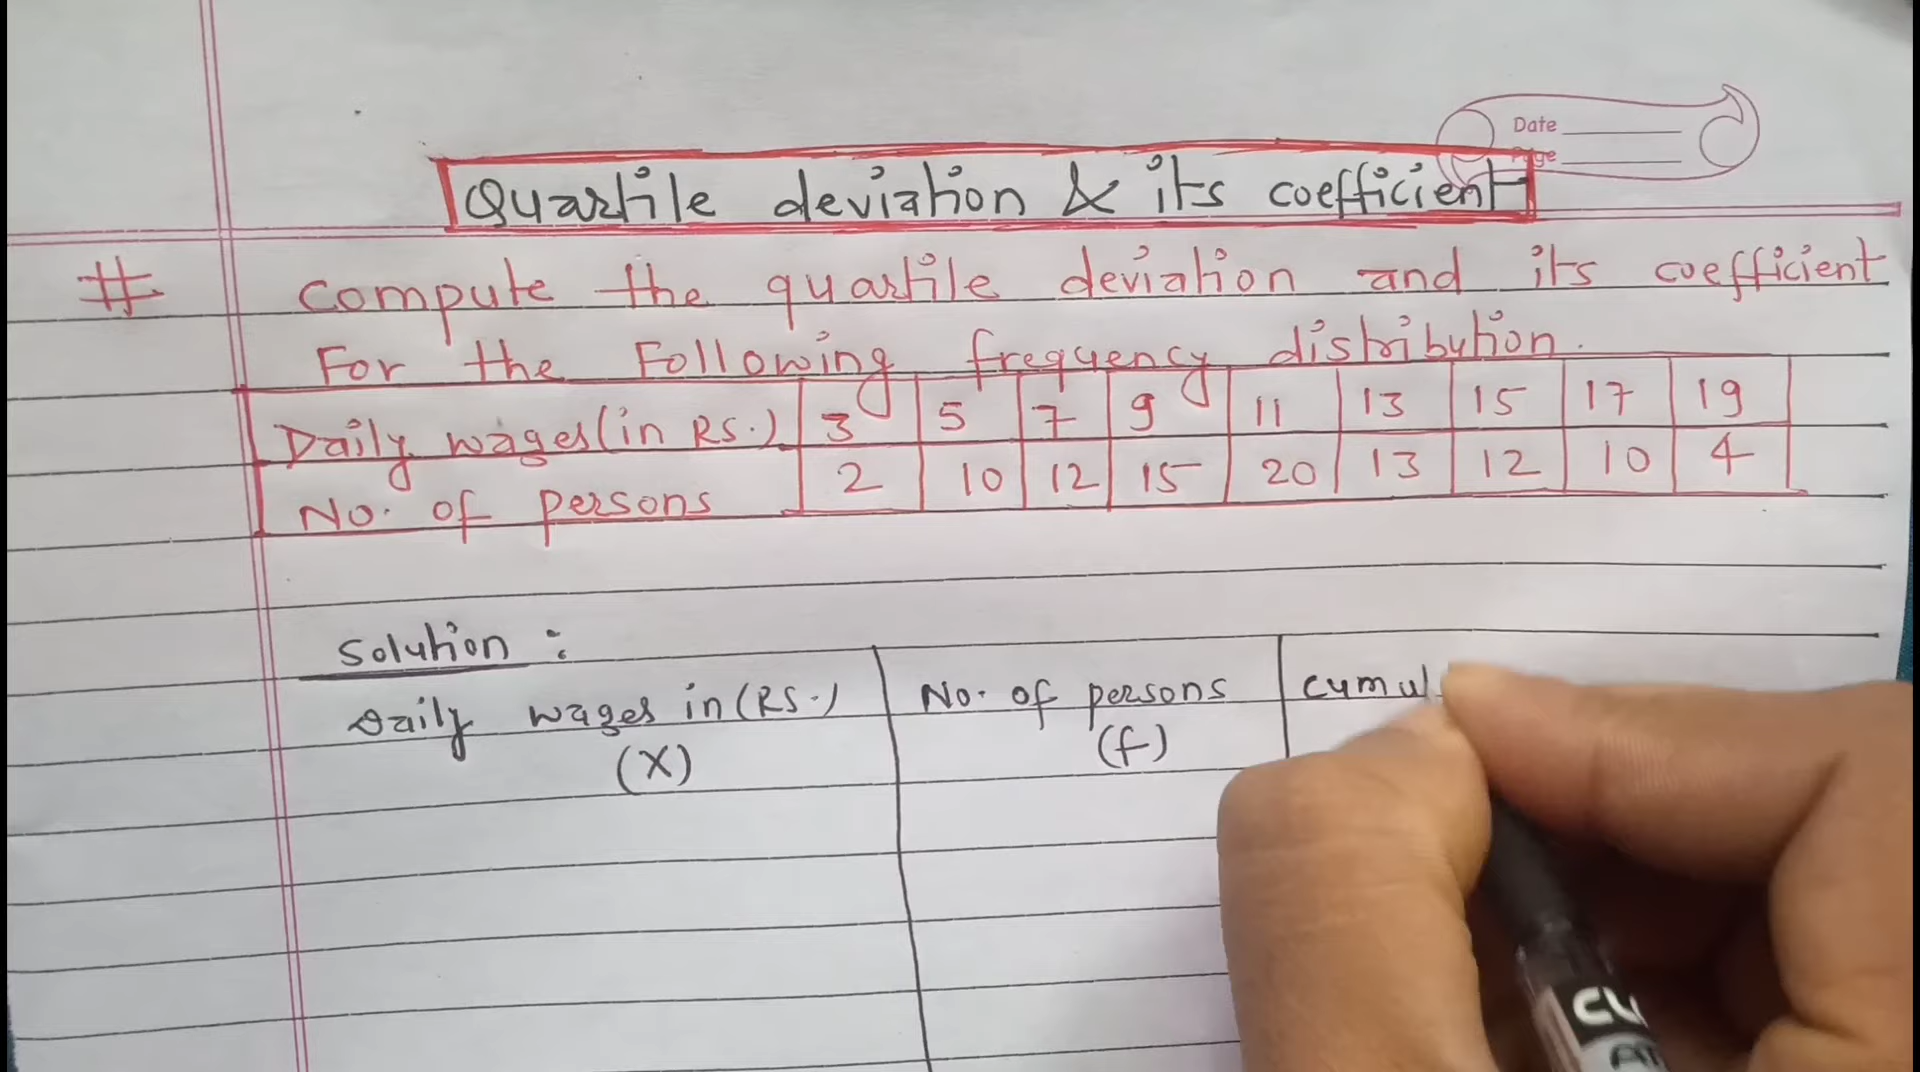 Date
Page
Quartile deviation & its coefficient
# compute the quartile deviation and its coefficient
For the Following frequency distribution.
Daily wages (in RS.) 3 5 7 9 11 13 15 17 19
No. of persons 2 10 12 15 20 13 12 10 4
Solution :
Daily wages in (RS.) No. of persons cumul
(X) (f)